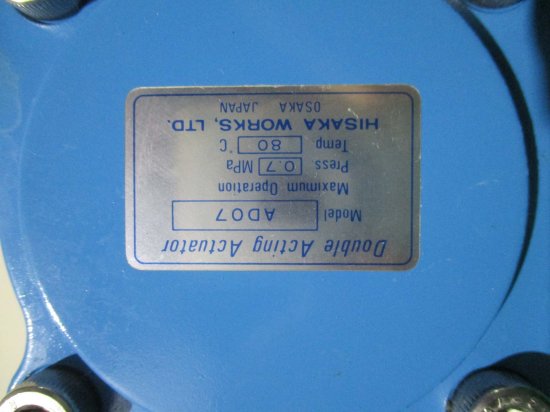 Double Acting Actuator
Model AD07
Maximum Operation
Press 0.7 MPa
Temp 80 °C
HISAKA WORKS, LTD.
OSAKA JAPAN